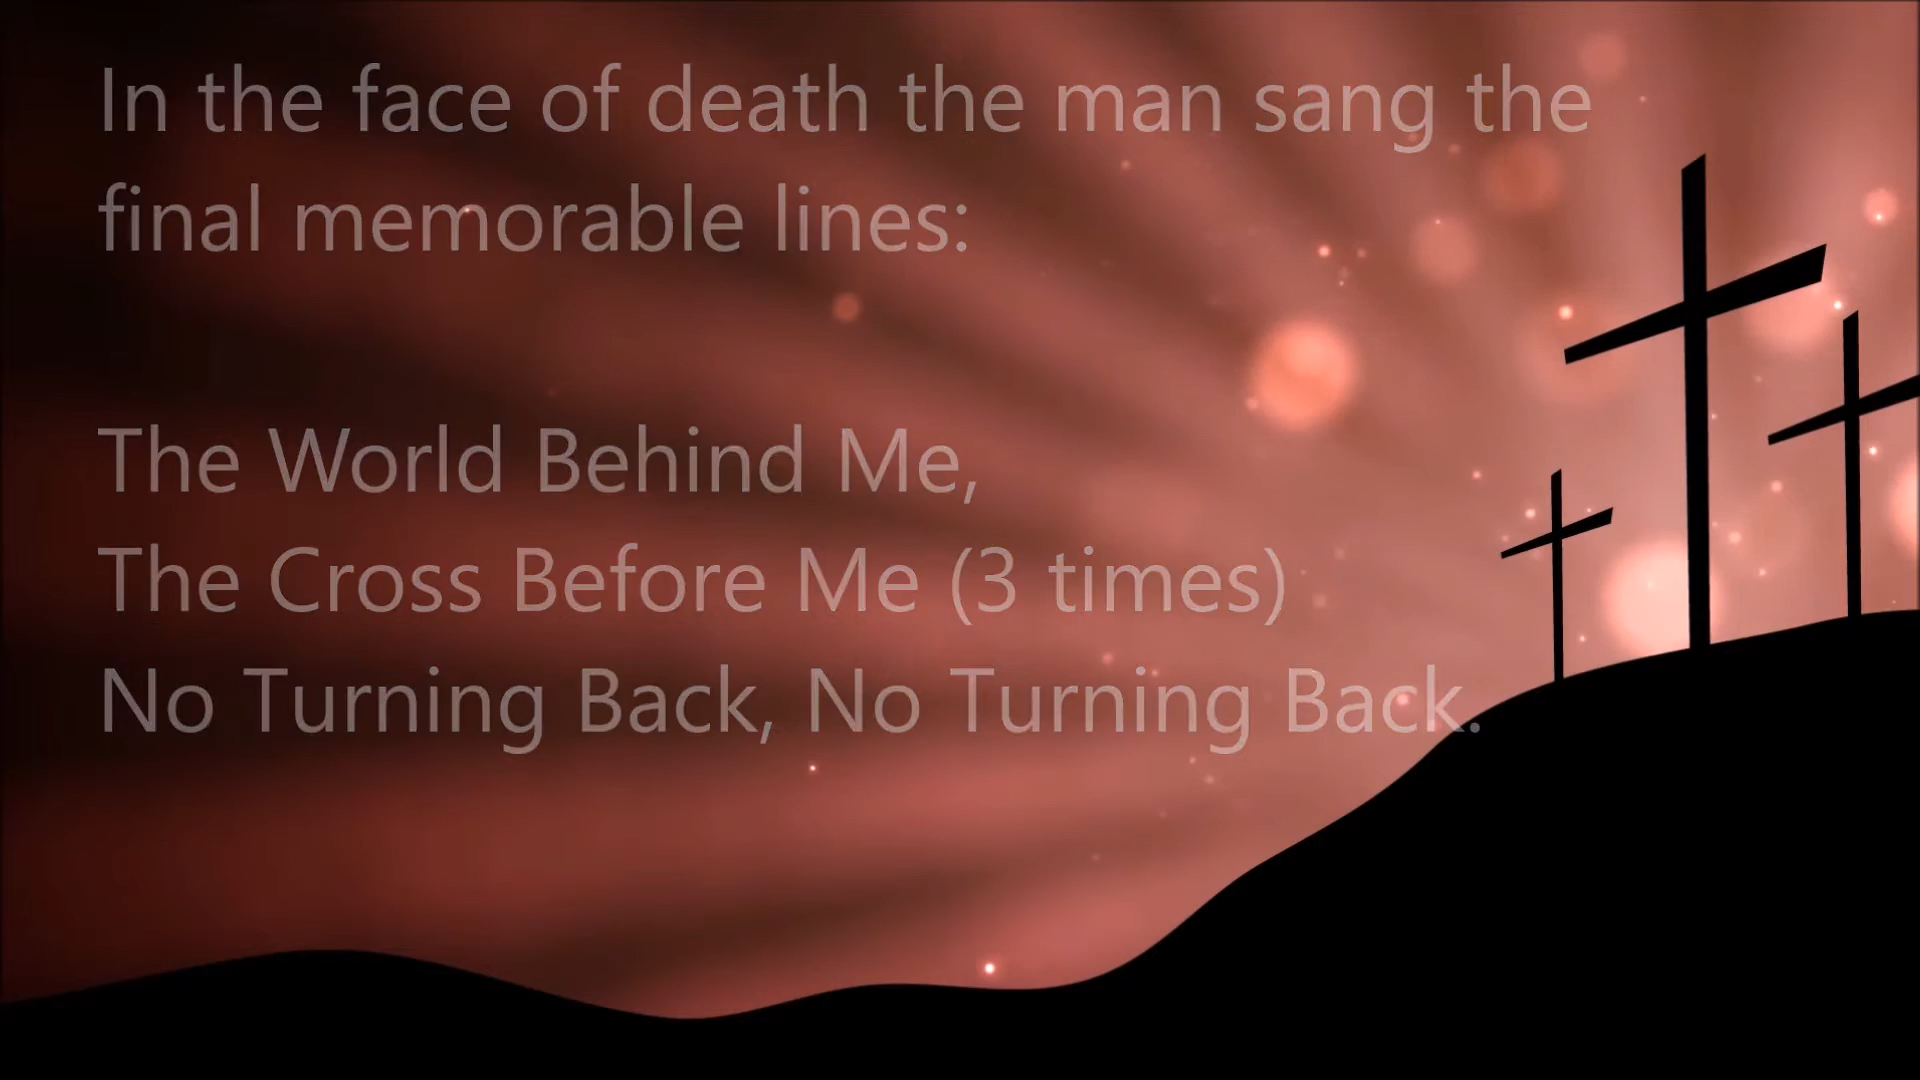 In the face of death the man sang the
final memorable lines:
The World Behind Me,
The Cross Before Me (3 times)
No Turning Back, No Turning Back.